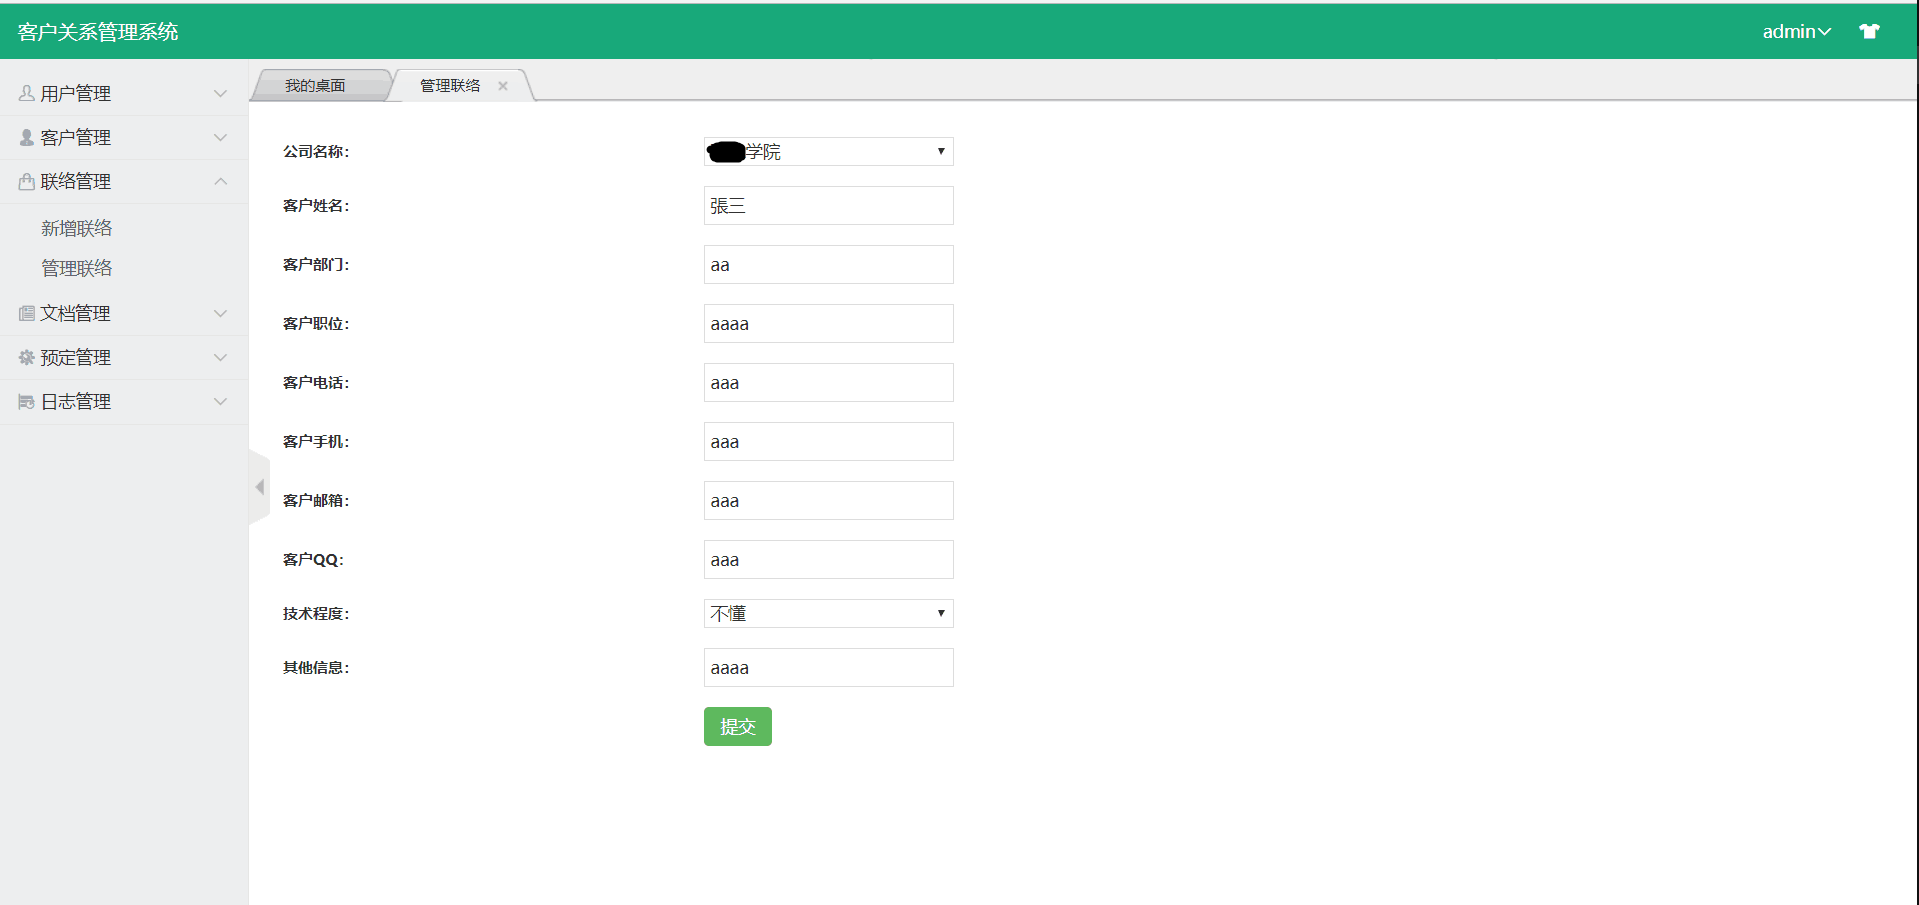 客户关系管理系统
admin
用户管理
客户管理
联络管理
新增联络
管理联络
文档管理
预定管理
日志管理
我的桌面
管理联络
公司名称：
学院
客户姓名：
張三
客户部门：
aa
客户职位：
aaaa
客户电话：
aaa
客户手机：
aaa
客户邮箱：
aaa
客户QQ：
aaa
技术程度：
不懂
其他信息：
aaaa
提交